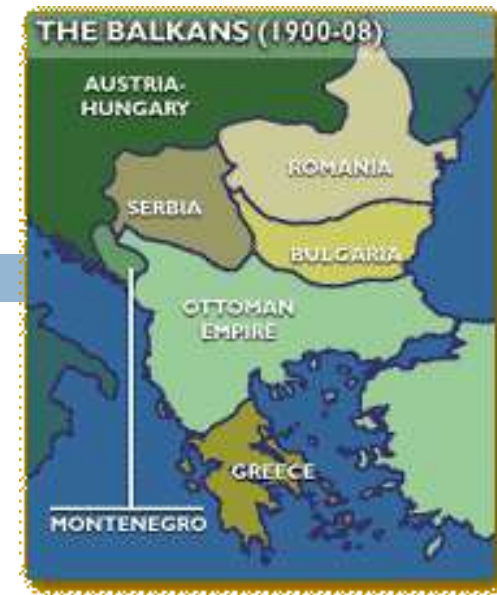 THE BALKANS (1900-08)
AUSTRIA-
HUNGARY
ROMANIA
SERBIA
BULGARIA
OTTOMAN
EMPIRE
GREECE
MONTENEGRO